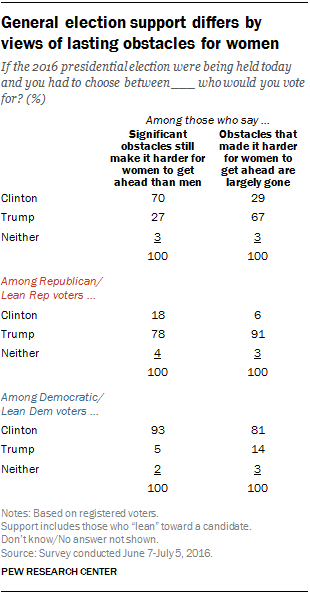 General election support differs by
views of lasting obstacles for women
If the 2016 presidential election were being held today
and you had to choose between ___ who would you vote
for? (%)
Among those who say ...
Significant obstacles still make it harder for women to get ahead than men
Obstacles that made it harder for women to get ahead are largely gone
Clinton 70 29
Trump 27 67
Neither 3 3
100 100
Among Republican/
Lean Rep voters ...
Clinton 18 6
Trump 78 91
Neither 4 3
100 100
Among Democratic/
Lean Dem voters ...
Clinton 93 81
Trump 5 14
Neither 2 3
100 100
Notes: Based on registered voters.
Support includes those who “lean” toward a candidate.
Don’t know/No answer not shown.
Source: Survey conducted June 7-July 5, 2016.
PEW RESEARCH CENTER